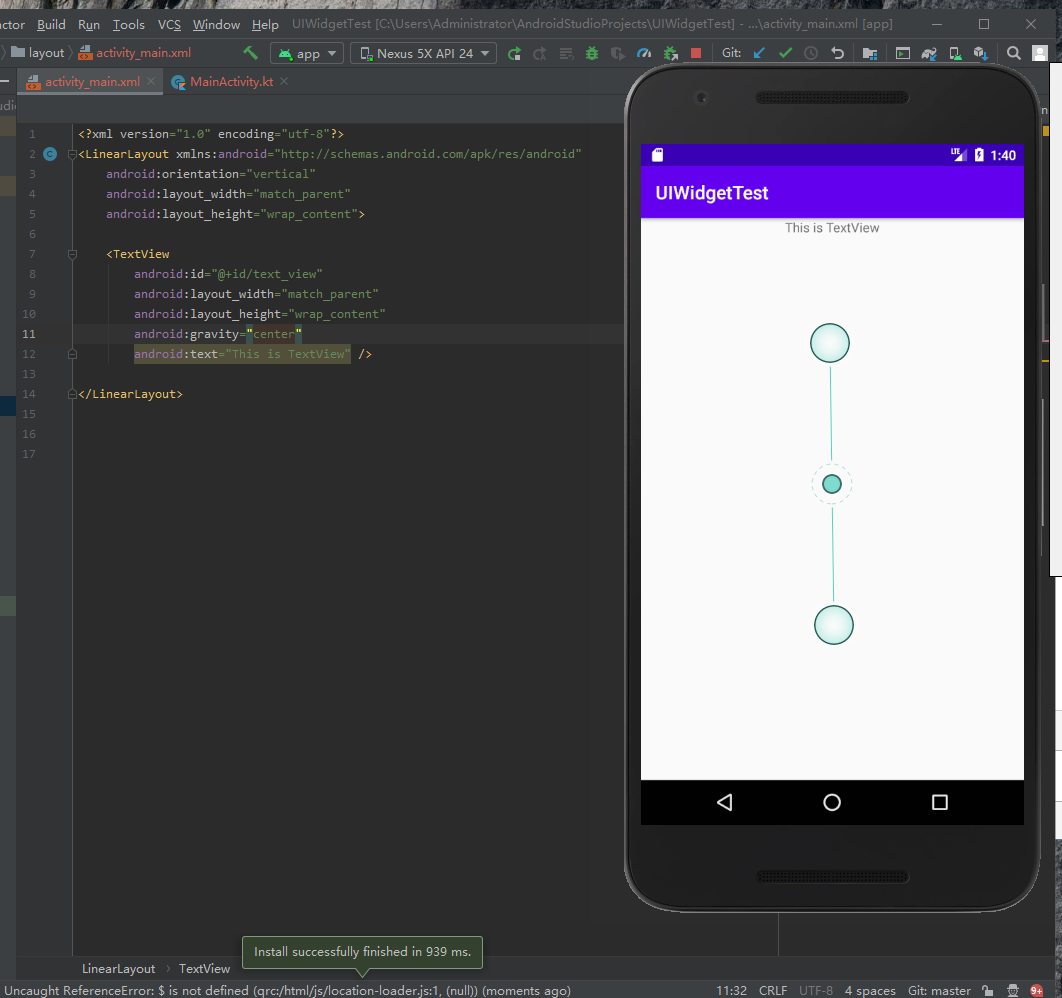 actor Build Run Tools VCS Window Help UIWidgetTest [C:\Users\Administrator\AndroidStudioProjects\UIWidgetTest] - ...\activity_main.xml [app]
layout activity_main.xml app Nexus 5X API 24 Git:
activity_main.xml MainActivity.kt
1 <?xml version="1.0" encoding="utf-8"?>
2 <LinearLayout xmlns:android="http://schemas.android.com/apk/res/android"
3 android:orientation="vertical"
4 android:layout_width="match_parent"
5 android:layout_height="wrap_content">
6
7 <TextView
8 android:id="@+id/text_view"
9 android:layout_width="match_parent"
10 android:layout_height="wrap_content"
11 android:gravity="center"
12 android:text="This is TextView" />
13
14 </LinearLayout>
15
16
17
LTE 1:40
UIWidgetTest
This is TextView
Install successfully finished in 939 ms.
LinearLayout TextView
Uncaught ReferenceError: $ is not defined (qrc:/html/js/location-loader.js:1, (null)) (moments ago) 11:32 CRLF UTF-8 4 spaces Git: master 9+